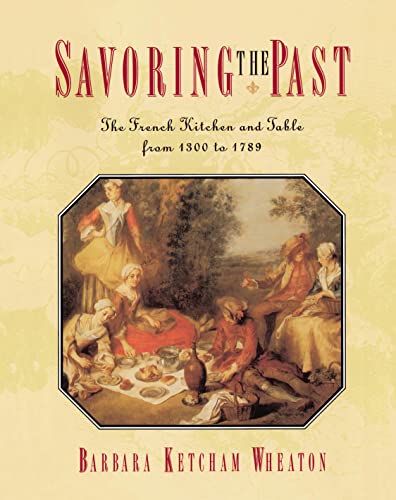 SAVORING THE PAST
The French Kitchen and Table
from 1300 to 1789
BARBARA KETCHAM WHEATON